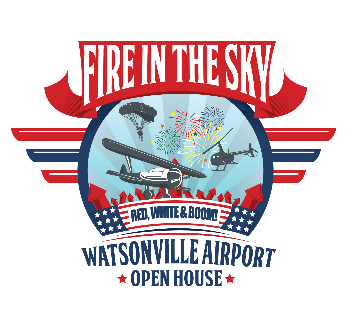 FIRE IN THE SKY
RED, WHITE & BOOM!
WATSONVILLE AIRPORT
OPEN HOUSE